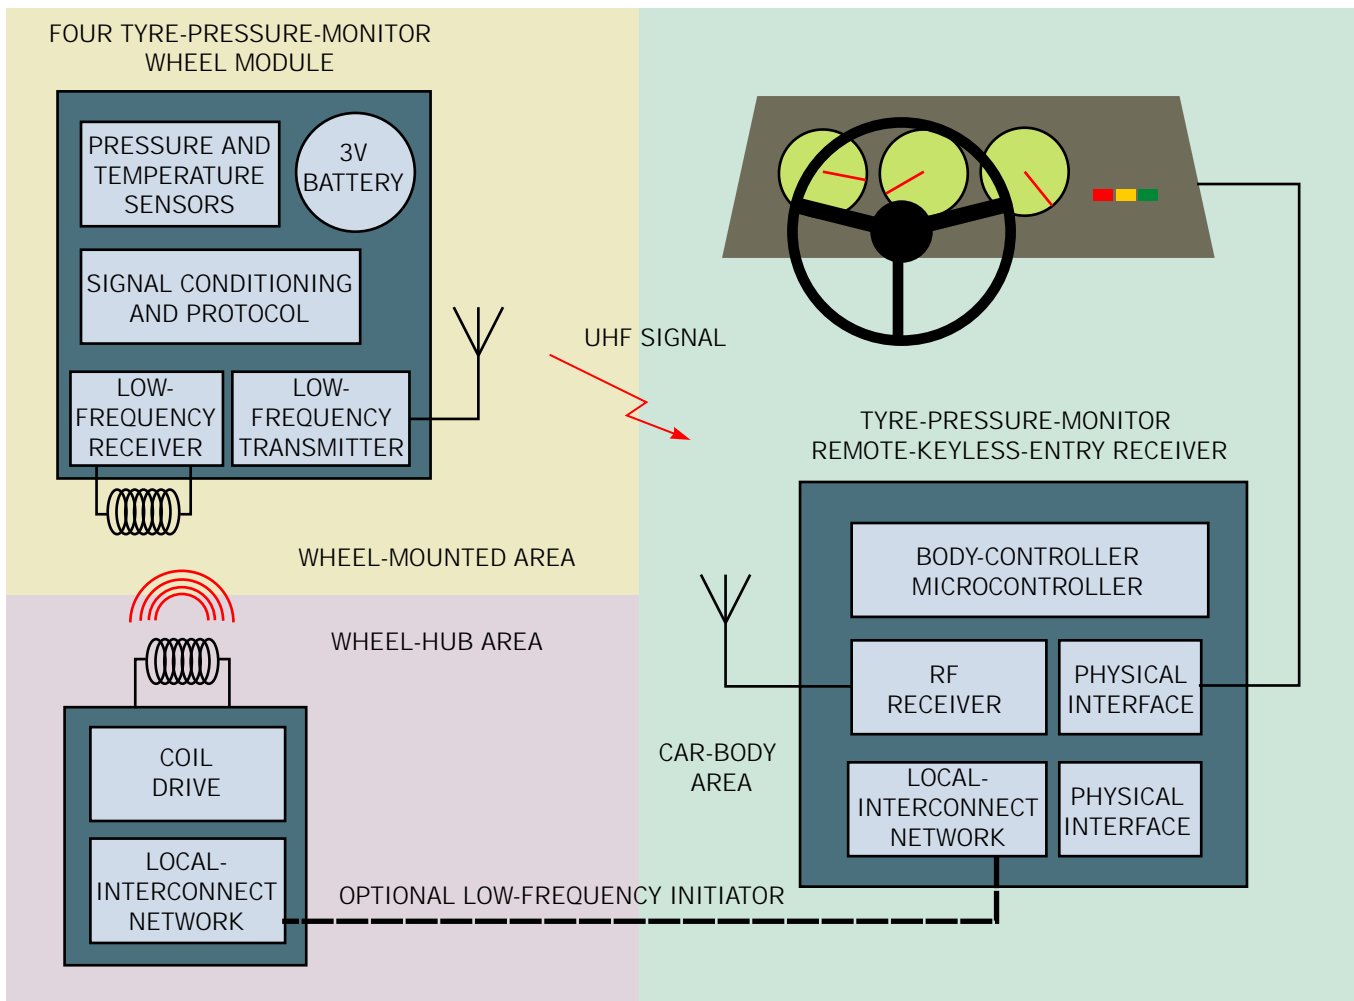 FOUR TYRE-PRESSURE-MONITOR
WHEEL MODULE
PRESSURE AND
TEMPERATURE
SENSORS
3V
BATTERY
SIGNAL CONDITIONING
AND PROTOCOL
LOW-
FREQUENCY
RECEIVER
LOW-
FREQUENCY
TRANSMITTER
WHEEL-MOUNTED AREA
UHF SIGNAL
TYRE-PRESSURE-MONITOR
REMOTE-KEYLESS-ENTRY RECEIVER
BODY-CONTROLLER
MICROCONTROLLER
RF
RECEIVER
PHYSICAL
INTERFACE
LOCAL-
INTERCONNECT
NETWORK
PHYSICAL
INTERFACE
CAR-BODY
AREA
WHEEL-HUB AREA
COIL
DRIVE
LOCAL-
INTERCONNECT
NETWORK
OPTIONAL LOW-FREQUENCY INITIATOR